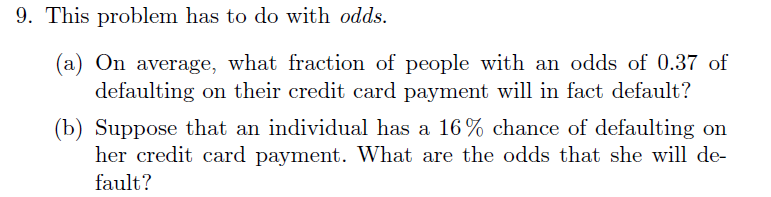 9. This problem has to do with odds.
(a) On average, what fraction of people with an odds of 0.37 of
defaulting on their credit card payment will in fact default?
(b) Suppose that an individual has a 16 % chance of defaulting on
her credit card payment. What are the odds that she will de-
fault?